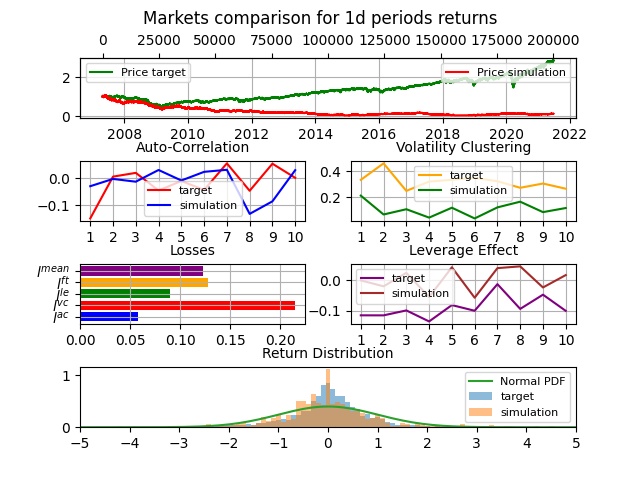 Markets comparison for 1d periods returns
0 25000 50000 75000 100000 125000 150000 175000 200000
Price target
Price simulation
2
0
2008 2010 2012 2014 2016 2018 2020 2022
Auto-Correlation
0.0
−0.1
target
simulation
1 2 3 4 5 6 7 8 9 10
Volatility Clustering
0.4
0.2
target
simulation
1 2 3 4 5 6 7 8 9 10
Losses
l^mean
l^ft
l^le
l^vc
l^ac
0.00 0.05 0.10 0.15 0.20
Leverage Effect
0.0
−0.1
target
simulation
1 2 3 4 5 6 7 8 9 10
Return Distribution
1
0
Normal PDF
target
simulation
−5 −4 −3 −2 −1 0 1 2 3 4 5